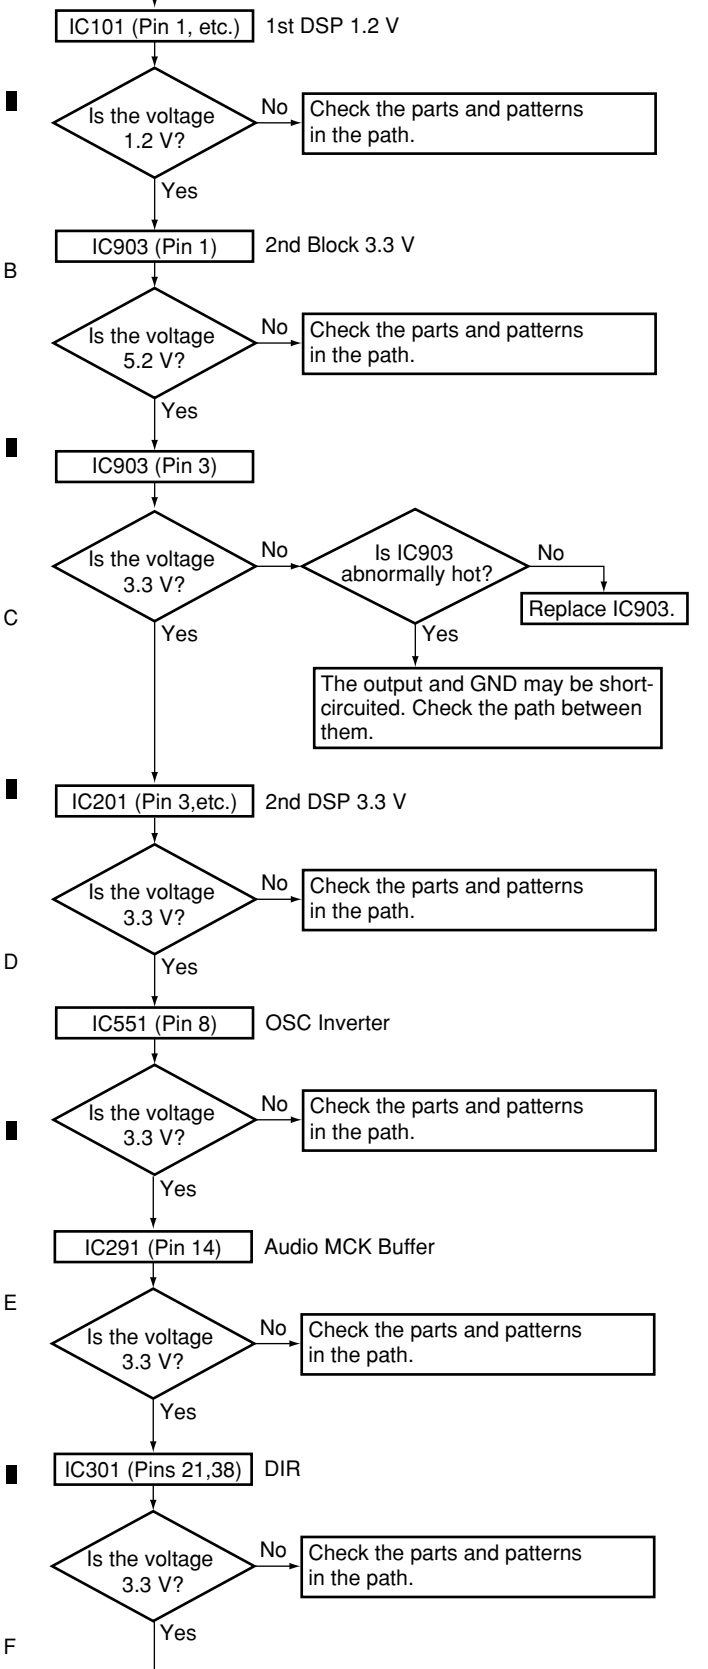 IC101 (Pin 1, etc.) 1st DSP 1.2 V
Is the voltage
1.2 V?
No
Check the parts and patterns
in the path.
Yes
IC903 (Pin 1) 2nd Block 3.3 V
B
Is the voltage
5.2 V?
No
Check the parts and patterns
in the path.
Yes
IC903 (Pin 3)
Is the voltage
3.3 V?
No
Is IC903
abnormally hot?
No
Replace IC903.
C
Yes
Yes
The output and GND may be short-
circuited. Check the path between
them.
IC201 (Pin 3,etc.) 2nd DSP 3.3 V
Is the voltage
3.3 V?
No
Check the parts and patterns
in the path.
D
Yes
IC551 (Pin 8) OSC Inverter
Is the voltage
3.3 V?
No
Check the parts and patterns
in the path.
Yes
IC291 (Pin 14) Audio MCK Buffer
E
Is the voltage
3.3 V?
No
Check the parts and patterns
in the path.
Yes
IC301 (Pins 21,38) DIR
Is the voltage
3.3 V?
No
Check the parts and patterns
in the path.
Yes
F